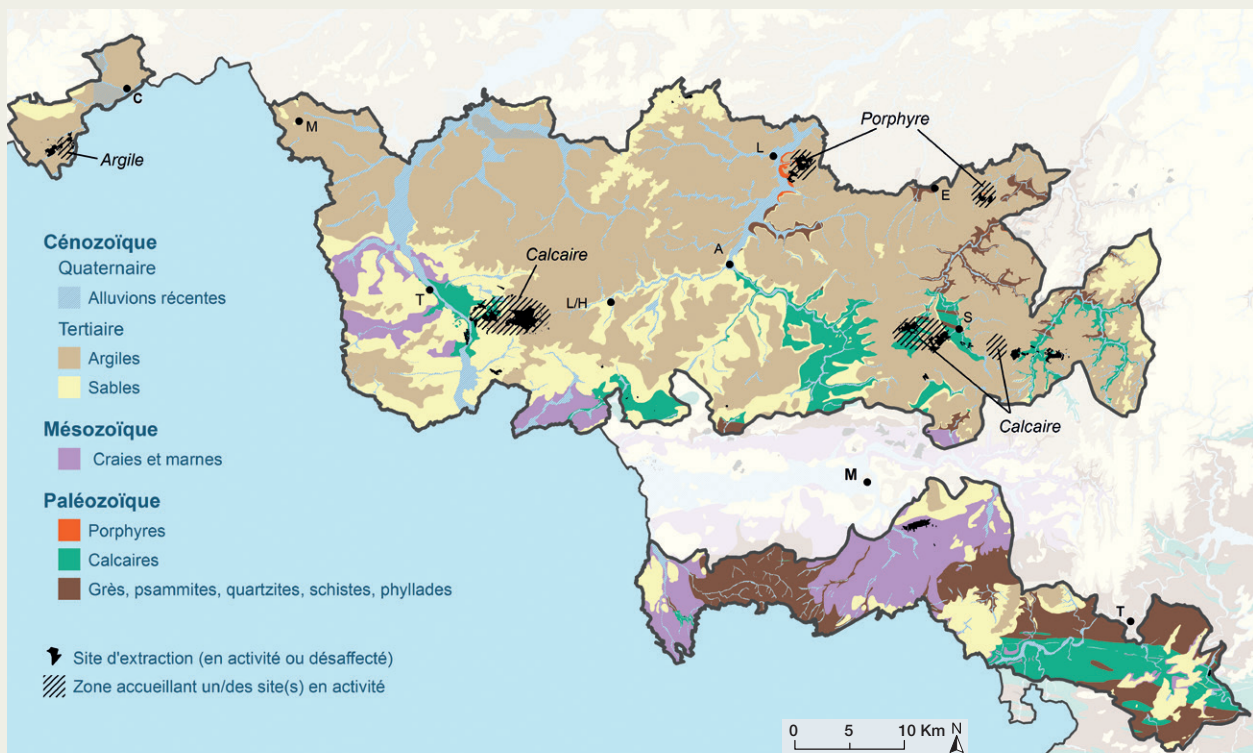 C
M
Argile
Porphyre
L
E
A
Calcaire
T
L/H
S
Calcaire
M
T
Cénozoïque
Quaternaire
Alluvions récentes
Tertiaire
Argiles
Sables
Mésozoïque
Craies et marnes
Paléozoïque
Porphyres
Calcaires
Grès, psammites, quartzites, schistes, phyllades
Site d'extraction (en activité ou désaffecté)
Zone accueillant un/des site(s) en activité
0 5 10 Km N